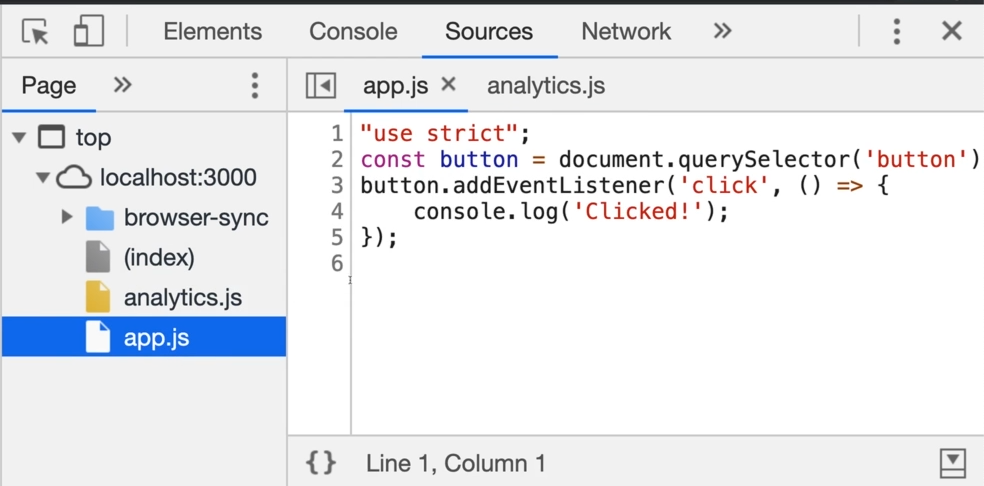 Elements Console Sources Network »
Page » app.js × analytics.js
top
localhost:3000
browser-sync
(index)
analytics.js
app.js
1 "use strict";
2 const button = document.querySelector('button')
3 button.addEventListener('click', () => {
4     console.log('Clicked!');
5 });
6
{} Line 1, Column 1